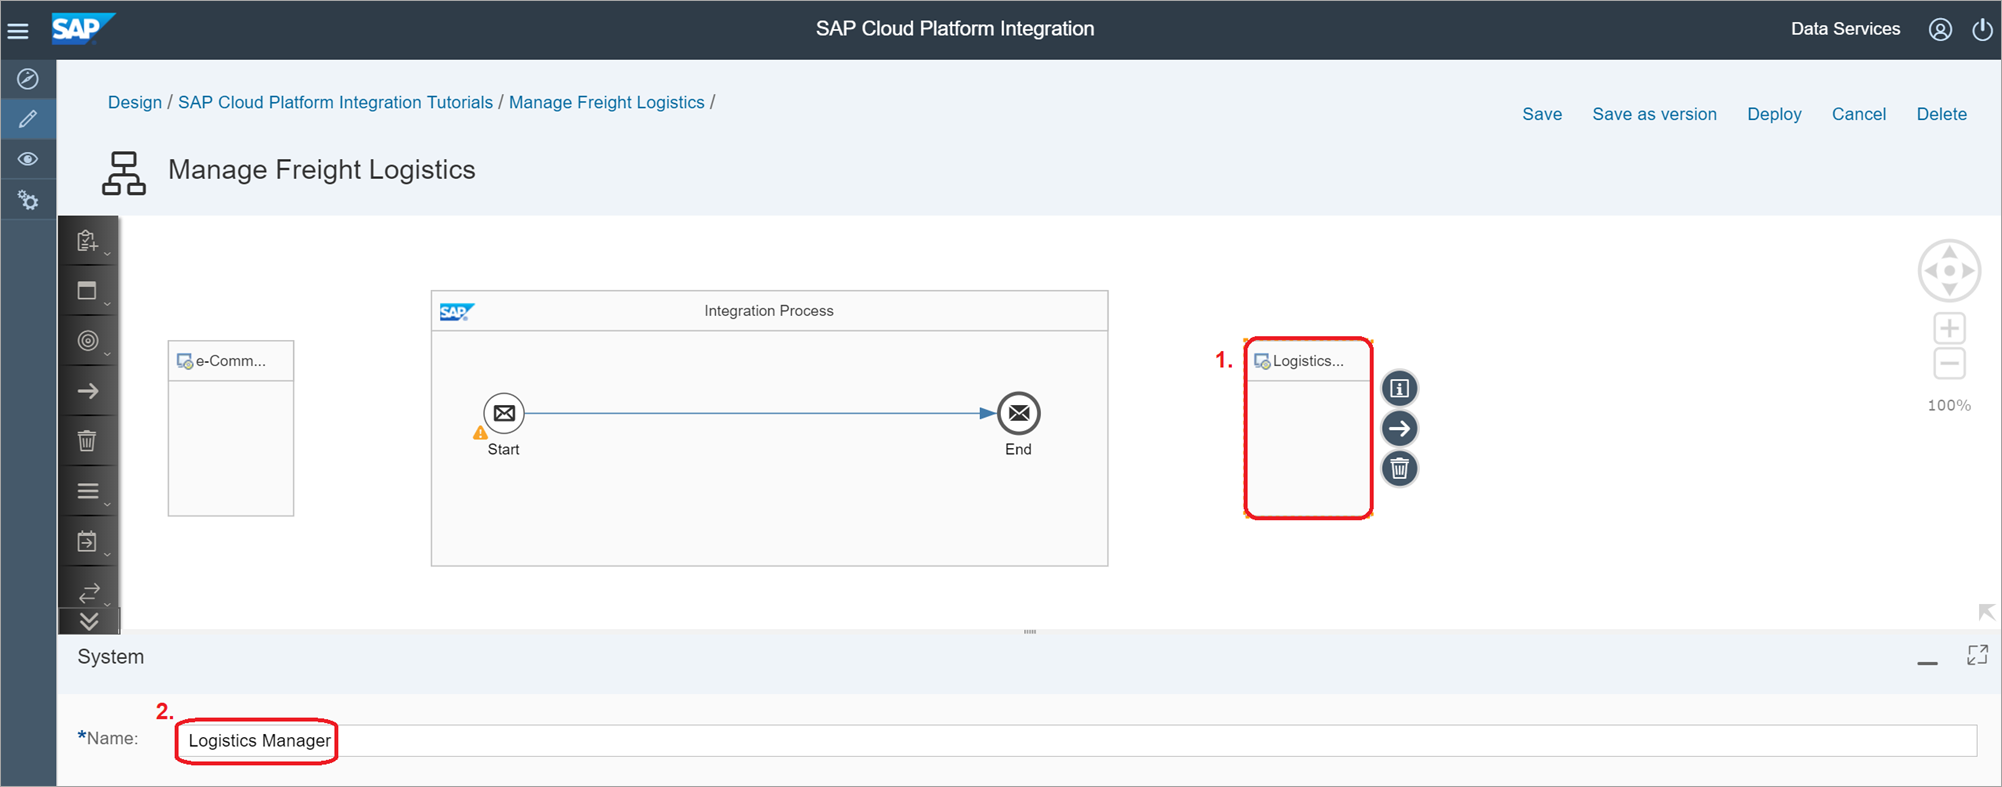 SAP
SAP Cloud Platform Integration
Data Services
Design / SAP Cloud Platform Integration Tutorials / Manage Freight Logistics /
Save
Save as version
Deploy
Cancel
Delete
Manage Freight Logistics
SAP
Integration Process
e-Comm...
Start
End
1.
Logistics...
100%
System
2.
*Name:
Logistics Manager